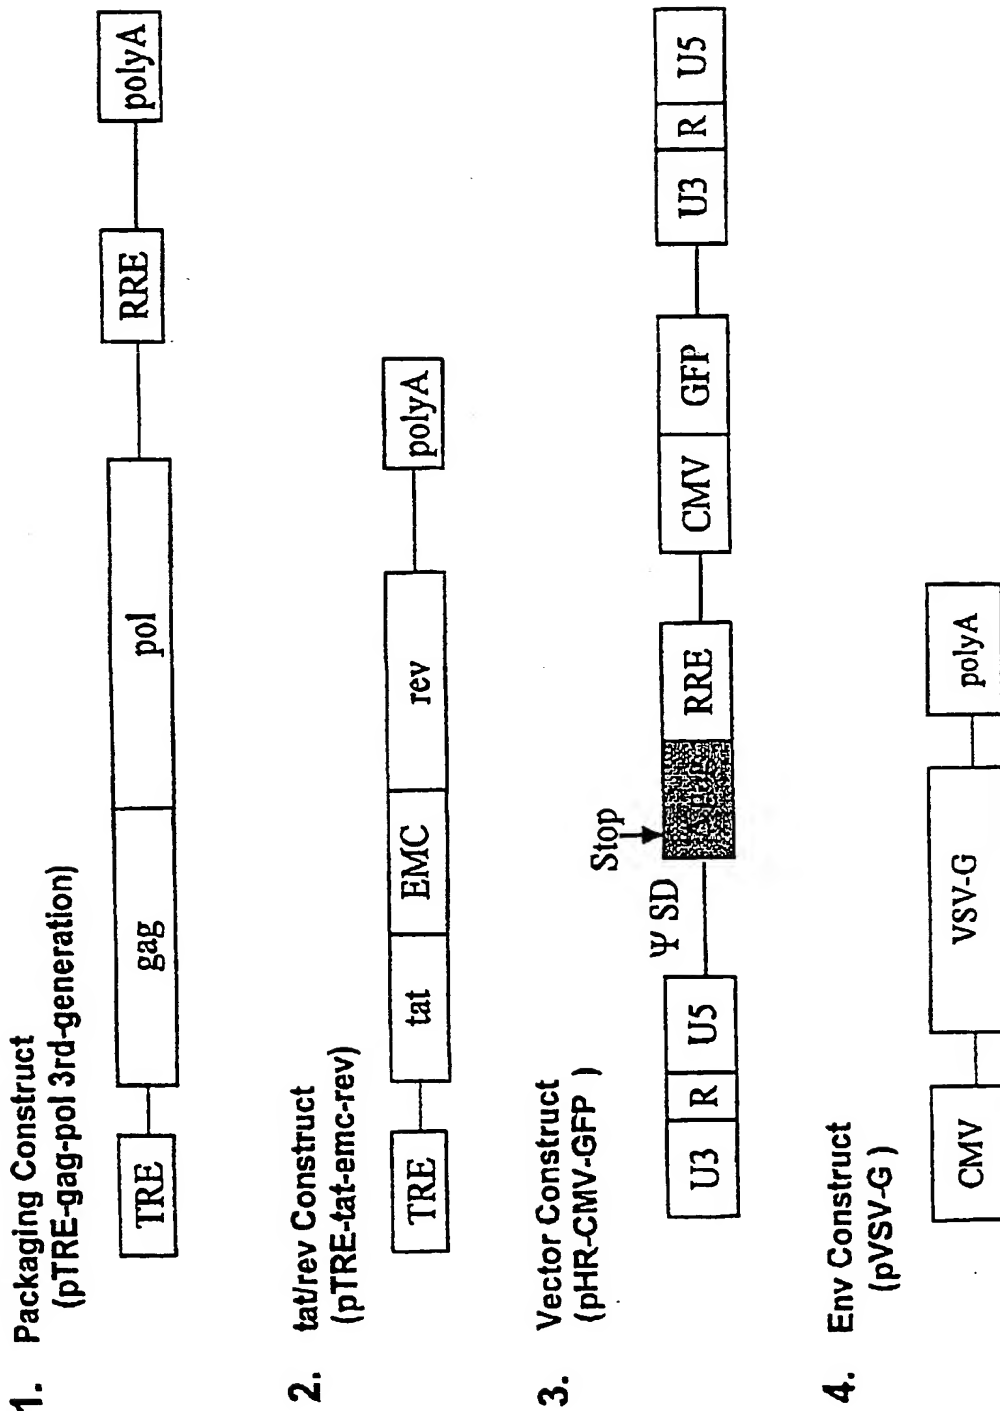 1. Packaging Construct
(pTRE-gag-pol 3rd-generation)
TRE gag pol RRE polyA
2. tat/rev Construct
(pTRE-tat-emc-rev)
TRE tat EMC rev polyA
3. Vector Construct
(pHR-CMV-GFP )
Stop
Ψ SD
U3 R U5 RRE CMV GFP U3 R U5
4. Env Construct
(pVSV-G )
CMV VSV-G polyA